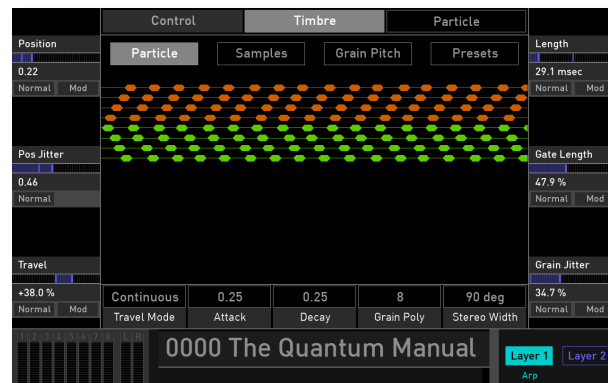 Control Timbre Particle
Position
0.22
Normal Mod
Pos Jitter
0.46
Normal
Travel
+38.0 %
Normal Mod
Particle Samples Grain Pitch Presets
Continuous 0.25 0.25 8 90 deg
Travel Mode Attack Decay Grain Poly Stereo Width
Length
29.1 msec
Normal Mod
Gate Length
47.9 %
Normal Mod
Grain Jitter
34.7 %
Normal Mod
1 2 3 4 5 6 7 8 L R
0000 The Quantum Manual
Layer 1 Layer 2
Arp